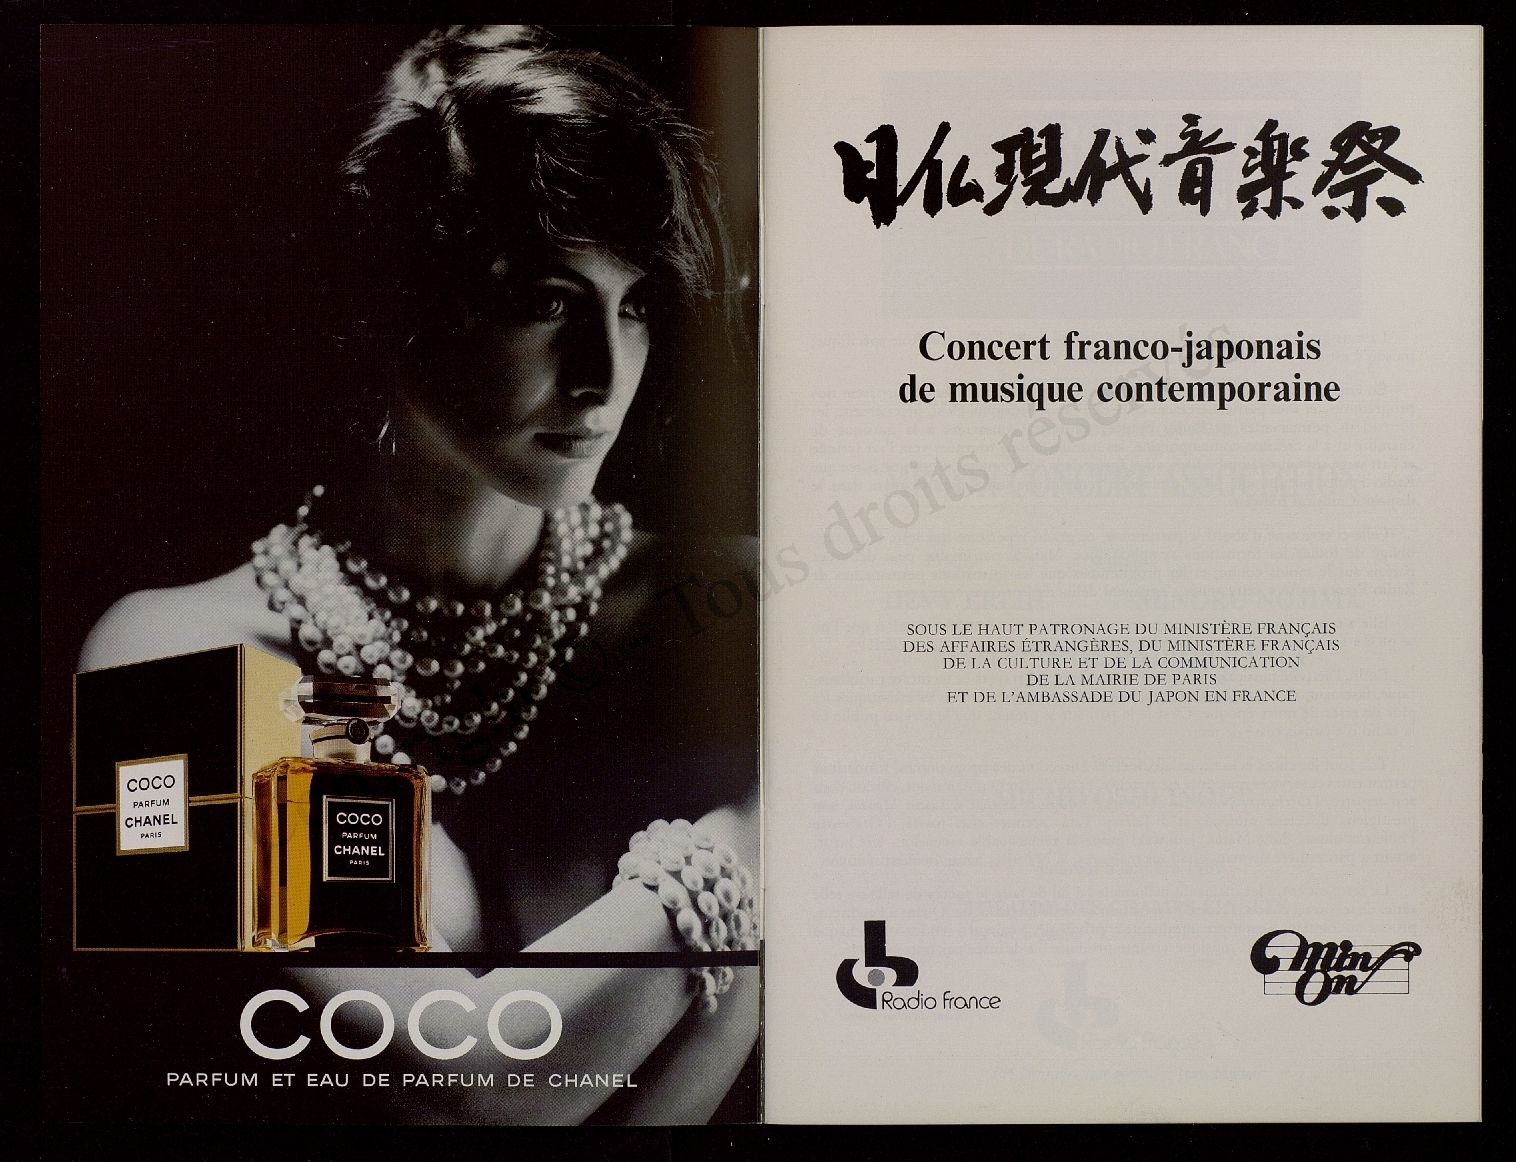 COCO
PARFUM
CHANEL
PARIS
COCO
PARFUM
CHANEL
PARIS
COCO
PARFUM ET EAU DE PARFUM DE CHANEL
日仏現代音楽祭
Concert franco-japonais
de musique contemporaine
SOUS LE HAUT PATRONAGE DU MINISTÈRE FRANÇAIS
DES AFFAIRES ÉTRANGÈRES, DU MINISTÈRE FRANÇAIS
DE LA CULTURE ET DE LA COMMUNICATION
DE LA MAIRIE DE PARIS
ET DE L'AMBASSADE DU JAPON EN FRANCE
Radio France
Min
On
© - Tous droits réservés